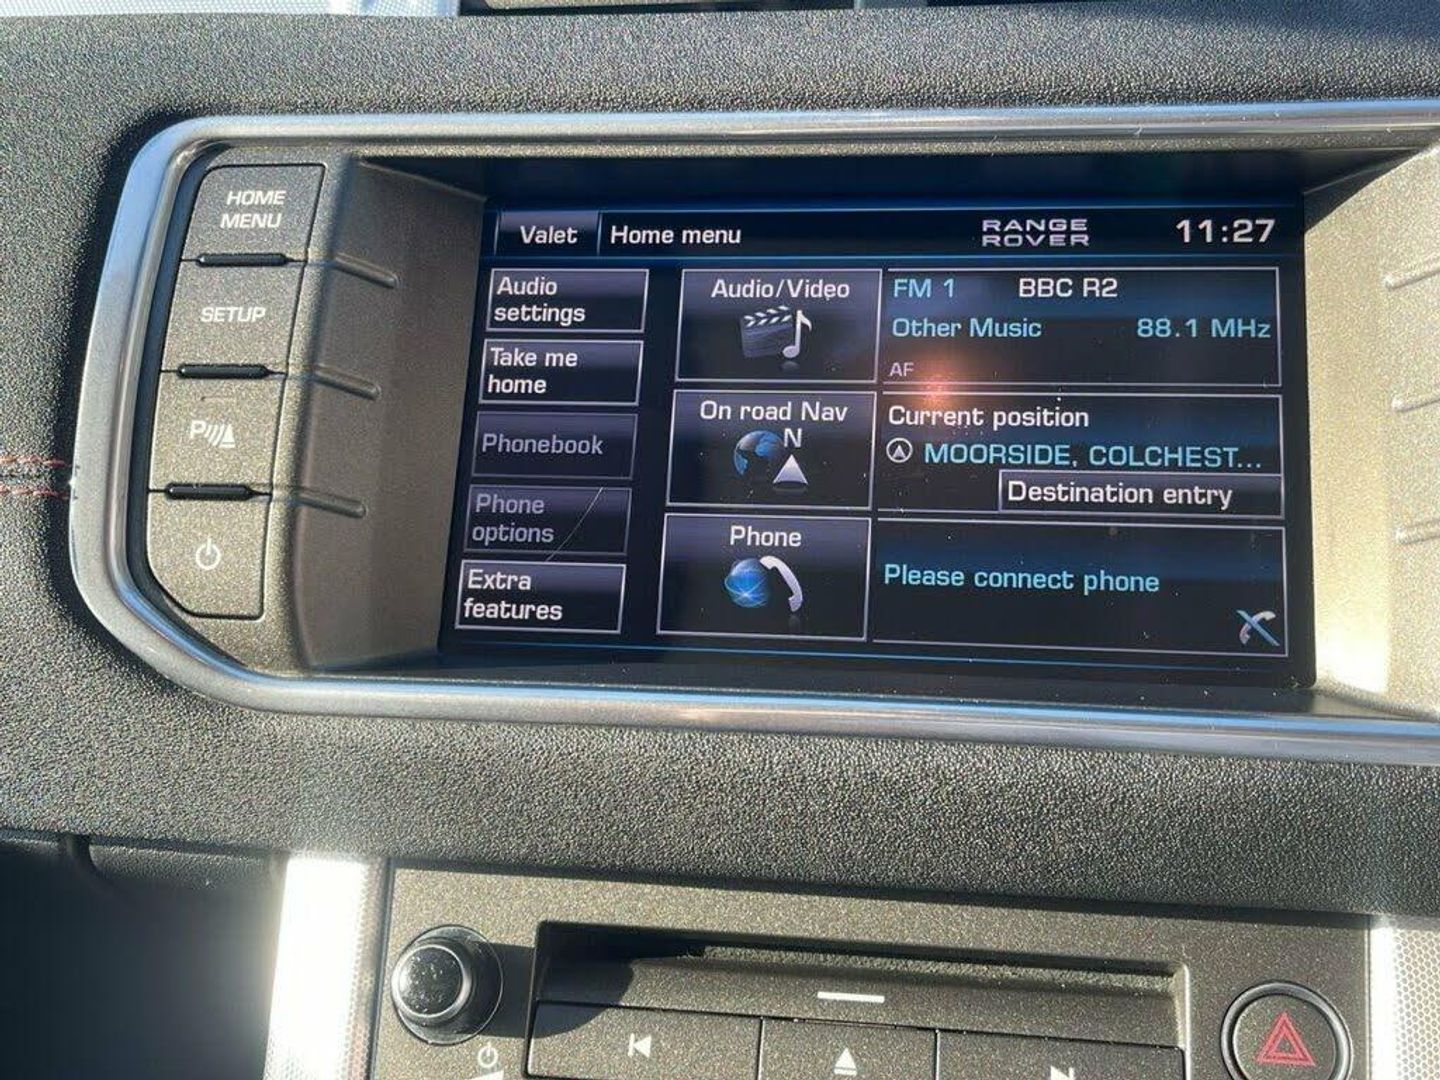 HOME
MENU
SETUP
P
Valet
Home menu
RANGE
ROVER
11:27
Audio
settings
Take me
home
Phonebook
Phone
options
Extra
features
Audio/Video
On road Nav
N
Phone
FM 1 BBC R2
Other Music 88.1 MHz
AF
Current position
MOORSIDE, COLCHEST...
Destination entry
Please connect phone